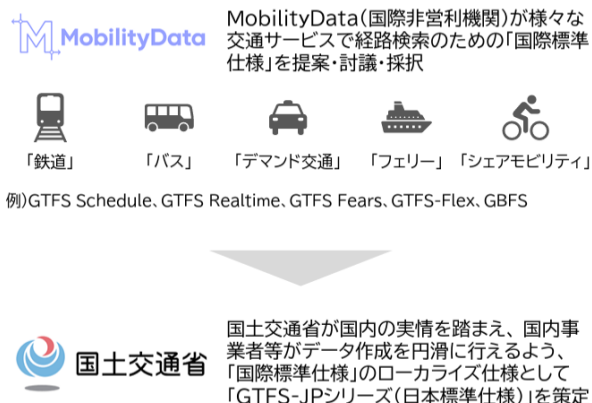 MobilityData
MobilityData(国際非営利機関)が様々な
交通サービスで経路検索のための「国際標準
仕様」を提案・討議・採択
「鉄道」 「バス」 「デマンド交通」 「フェリー」 「シェアモビリティ」
例)GTFS Schedule、GTFS Realtime、GTFS Fears、GTFS-Flex、GBFS
国土交通省
国土交通省が国内の実情を踏まえ、国内事
業者等がデータ作成を円滑に行えるよう、
「国際標準仕様」のローカライズ仕様として
「GTFS-JPシリーズ(日本標準仕様)」を策定